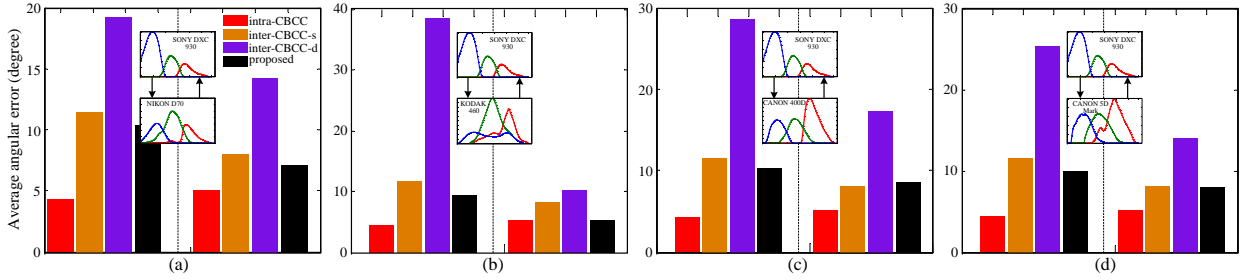 Average angular error (degree)
20
15
10
5
0
intra-CBCC
inter-CBCC-s
inter-CBCC-d
proposed
SONY DXC
930
NIKON D70
(a)
40
30
20
10
0
SONY DXC
930
KODAK
460
(b)
30
20
10
0
SONY DXC
930
CANON 400D
(c)
30
20
10
0
SONY DXC
930
CANON 5D
Mark
(d)